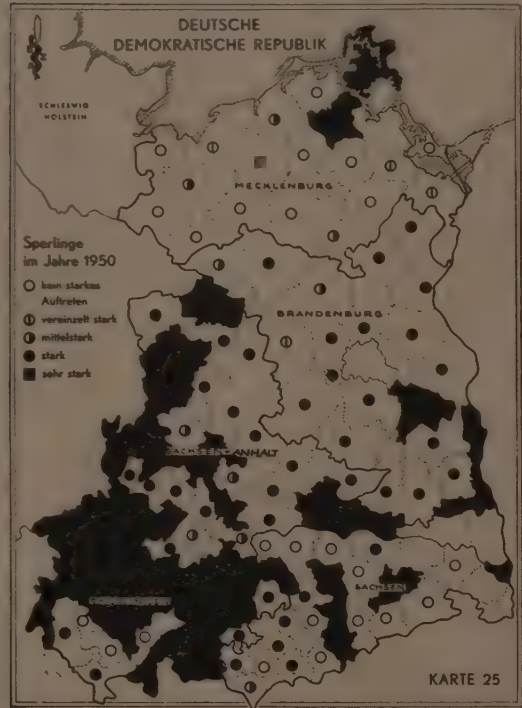 DEUTSCHE
DEMOKRATISCHE REPUBLIK
SCHLESWIG
HOLSTEIN
MECKLENBURG
Sperlinge
im Jahre 1950
kein starkes
Auftreten
vereinzelt stark
mittelstark
stark
sehr stark
BRANDENBURG
SACHSEN-ANHALT
SACHSEN
KARTE 25